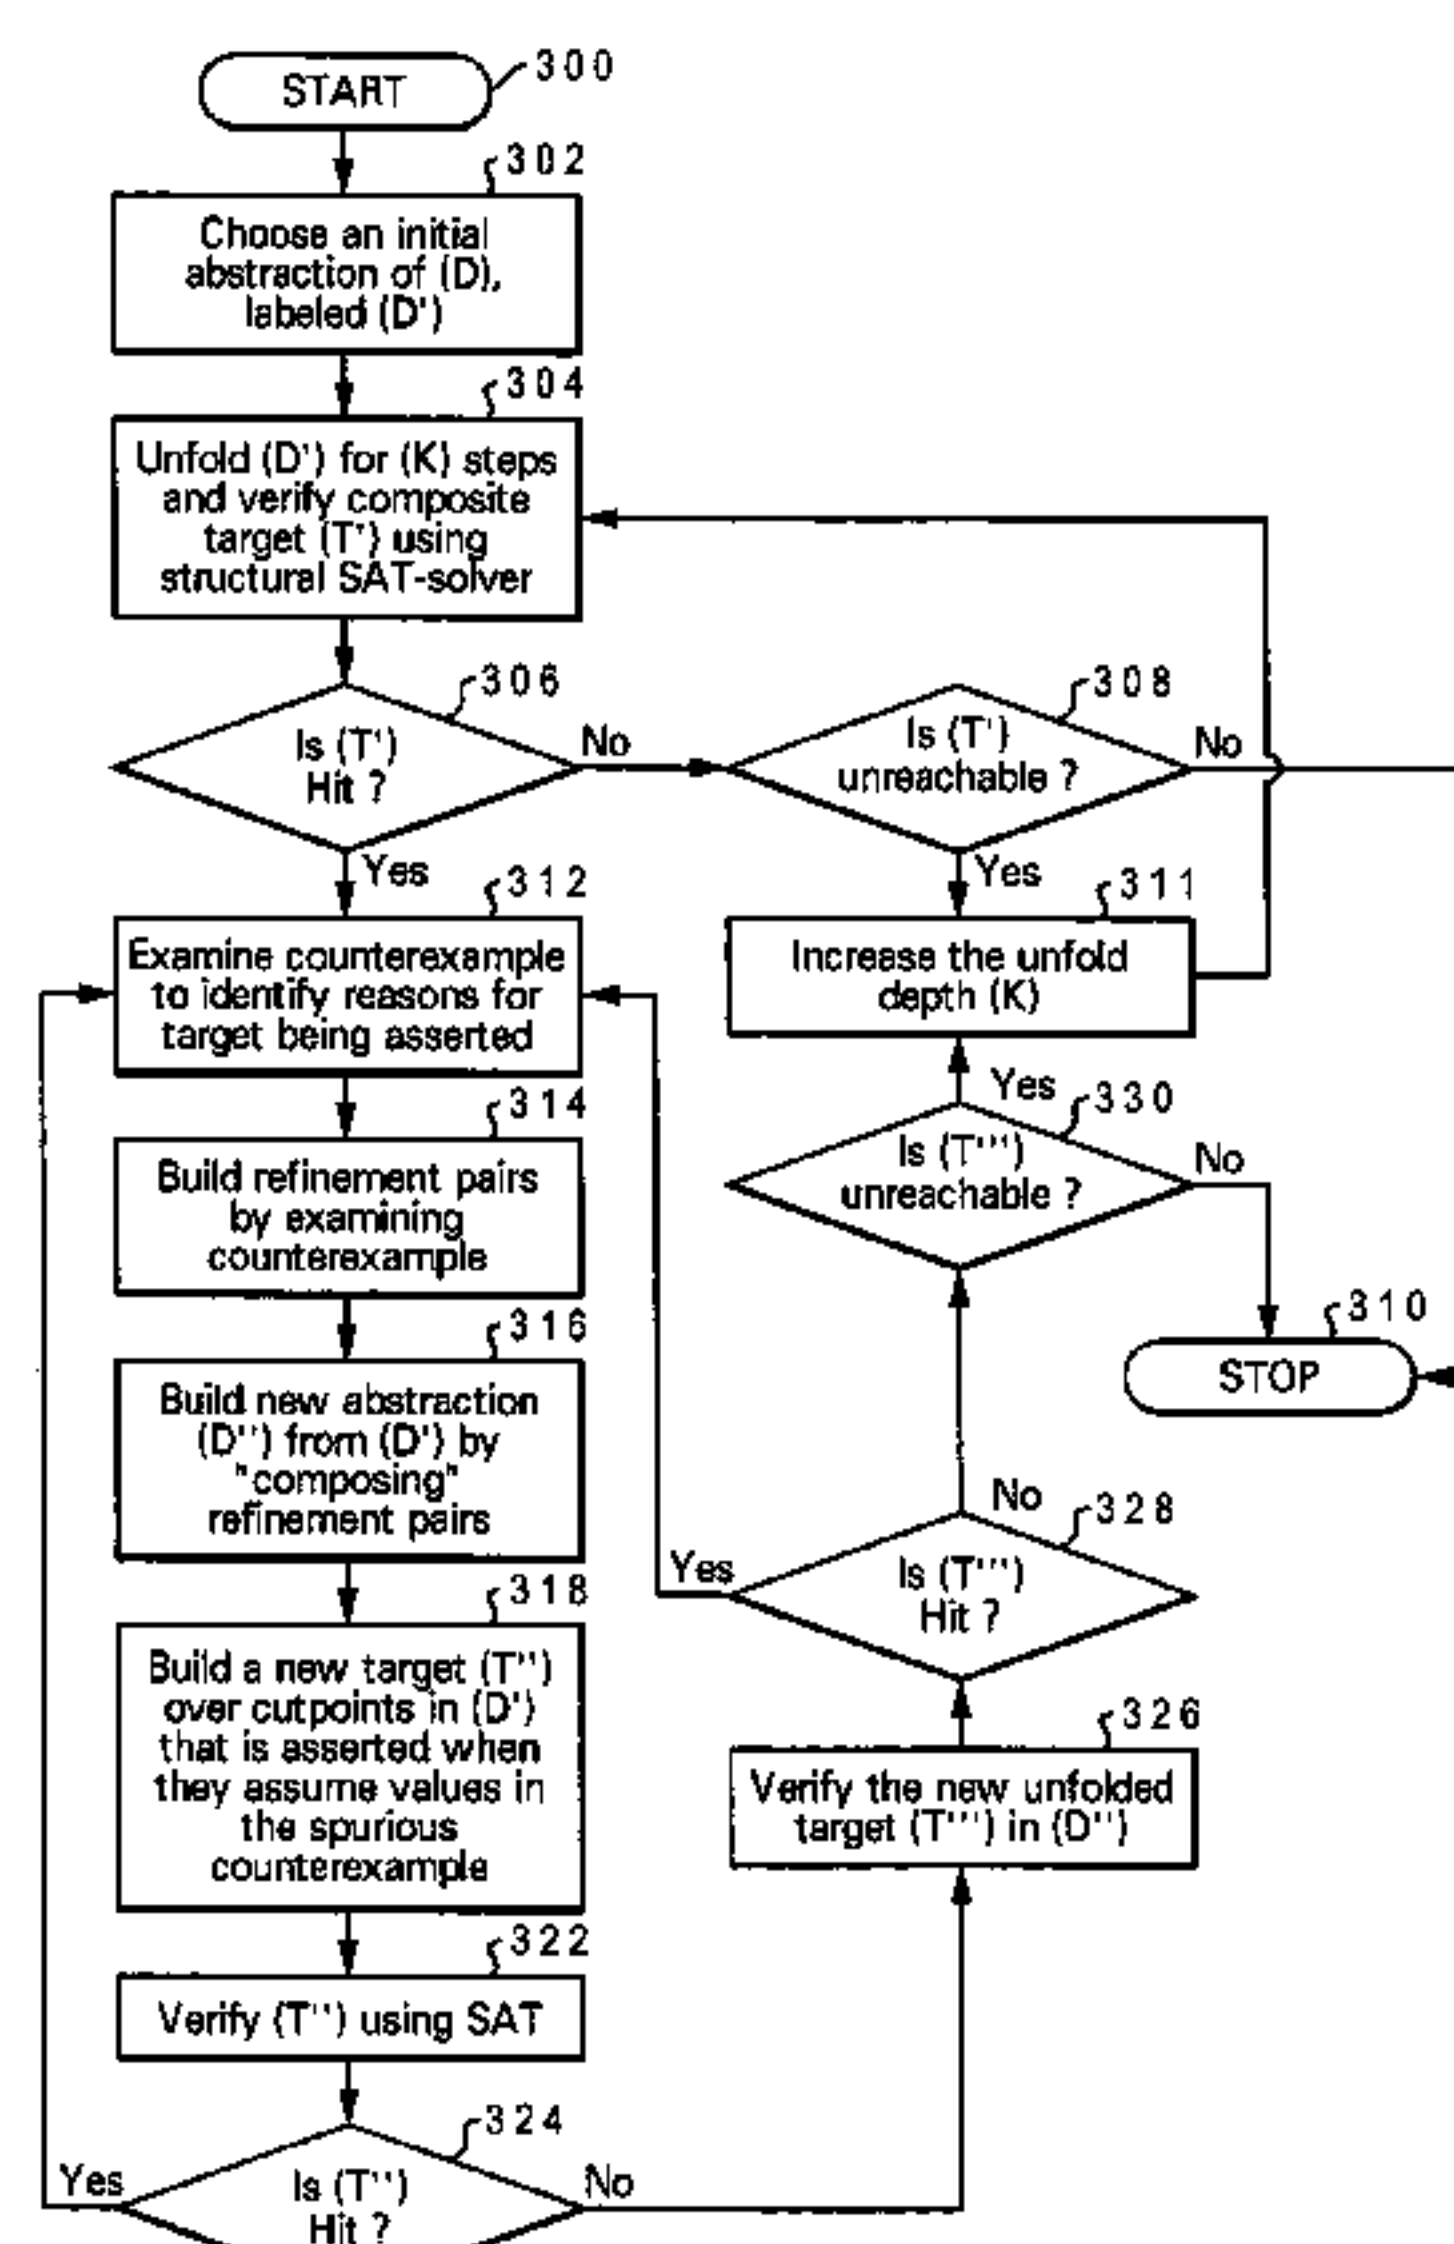 START
300
302
Choose an initial
abstraction of (D),
labeled (D')
304
Unfold (D') for (K) steps
and verify composite
target (T') using
structural SAT-solver
306
Is (T')
Hit ?
No
Yes
308
Is (T')
unreachable ?
No
Yes
312
Examine counterexample
to identify reasons for
target being asserted
311
Increase the unfold
depth (K)
314
Build refinement pairs
by examining
counterexample
Yes
330
Is (T''')
unreachable ?
No
310
STOP
316
Build new abstraction
(D'') from (D') by
"composing"
refinement pairs
No
328
Is (T''')
Hit ?
Yes
318
Build a new target (T'')
over cutpoints in (D')
that is asserted when
they assume values in
the spurious
counterexample
326
Verify the new unfolded
target (T''') in (D'')
322
Verify (T'') using SAT
324
Is (T'')
Hit ?
Yes
No